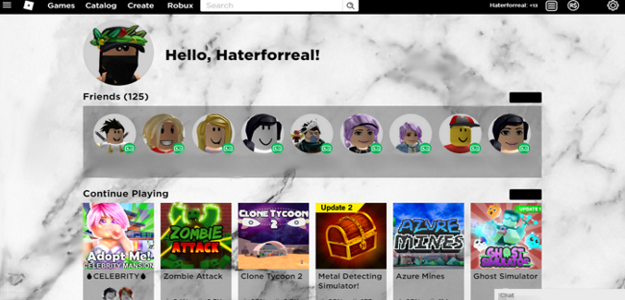 Games Catalog Create Robux Search Haterforreal: <13
Hello, Haterforreal!
Friends (125)
Continue Playing
Adopt Me!
CELEBRITY MANSION
ZOMBIE
ATTACK
CLONE TYCOON
2
Update 2
AZURE
MINES
UPDATE
GHOST
SIMULATOR
CELEBRITY
Zombie Attack
Clone Tycoon 2
Metal Detecting
Simulator!
Azure Mines
Ghost Simulator
Chat